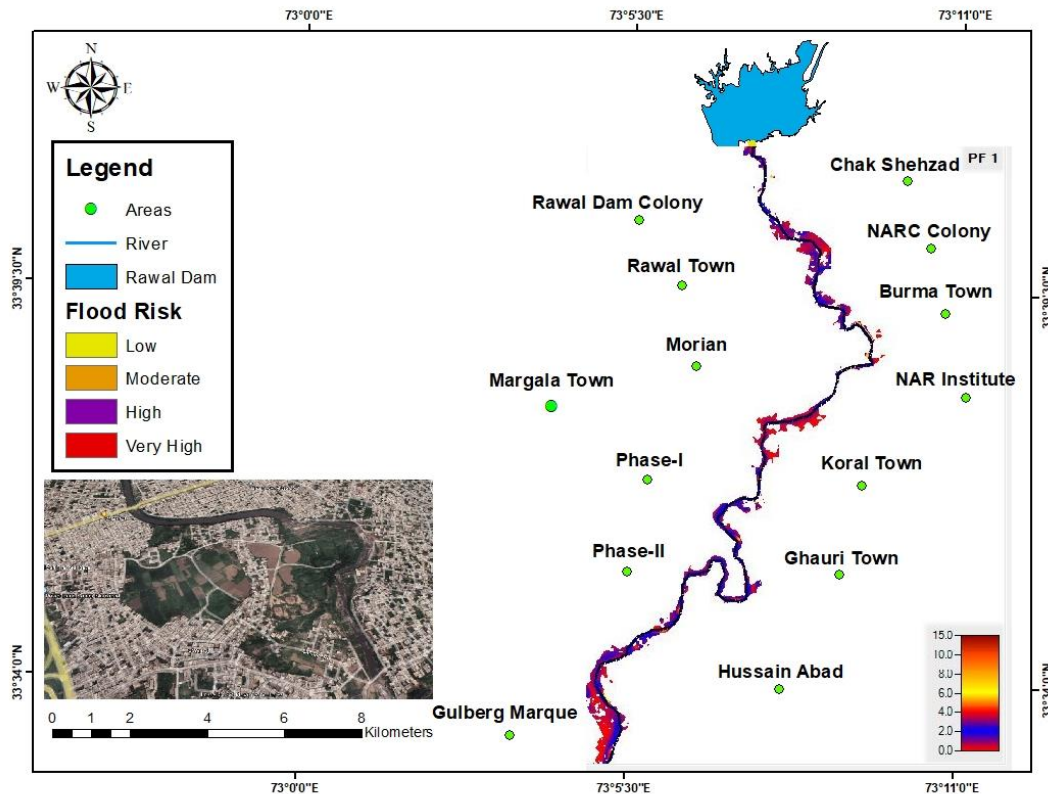 73°0'0"E
73°5'30"E
73°11'0"E
N
W
E
S
Legend
Areas
River
Rawal Dam
Flood Risk
Low
Moderate
High
Very High
PF 1
Chak Shehzad
Rawal Dam Colony
NARC Colony
Rawal Town
Burma Town
Morian
NAR Institute
Margala Town
Phase-I
Koral Town
Phase-II
Ghauri Town
Hussain Abad
Gulberg Marque
33°39'30"N
33°34'0"N
0 1 2 4 6 8
Kilometers
15.0
10.0
6.0
4.0
2.0
0.0
73°0'0"E
73°5'30"E
73°11'0"E